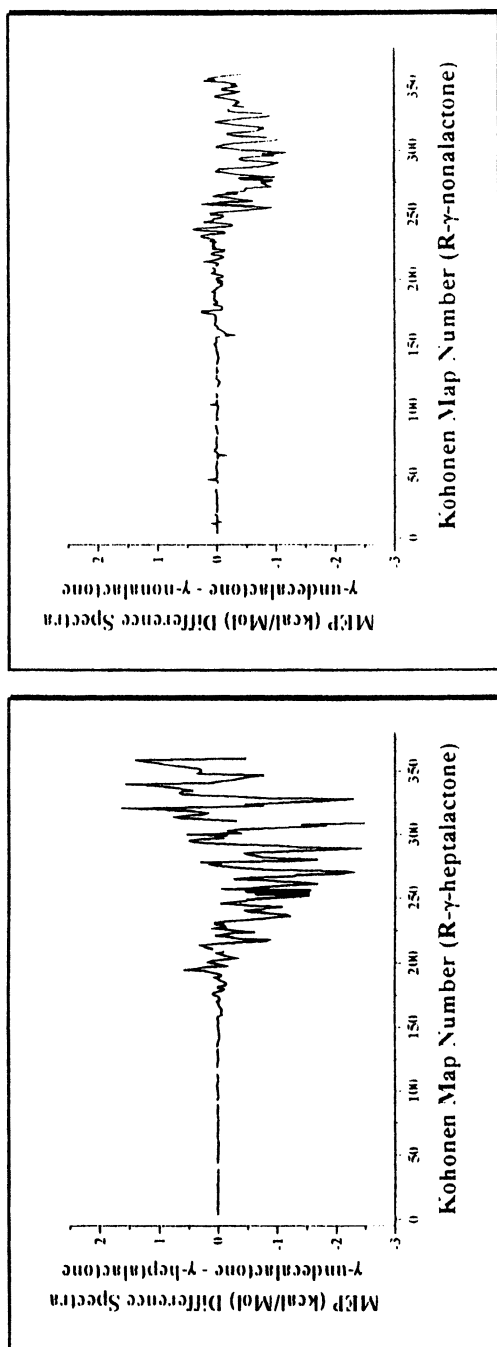 MEP (kcal/Mol) Difference Spectra
γ-undecalactone - γ-heptalactone
2
1
0
-1
-2
-3
0 50 100 150 200 250 300 350
Kohonen Map Number (R-γ-heptalactone)
MEP (kcal/Mol) Difference Spectra
γ-undecalactone - γ-nonalactone
2
1
0
-1
-2
-3
0 50 100 150 200 250 300 350
Kohonen Map Number (R-γ-nonalactone)